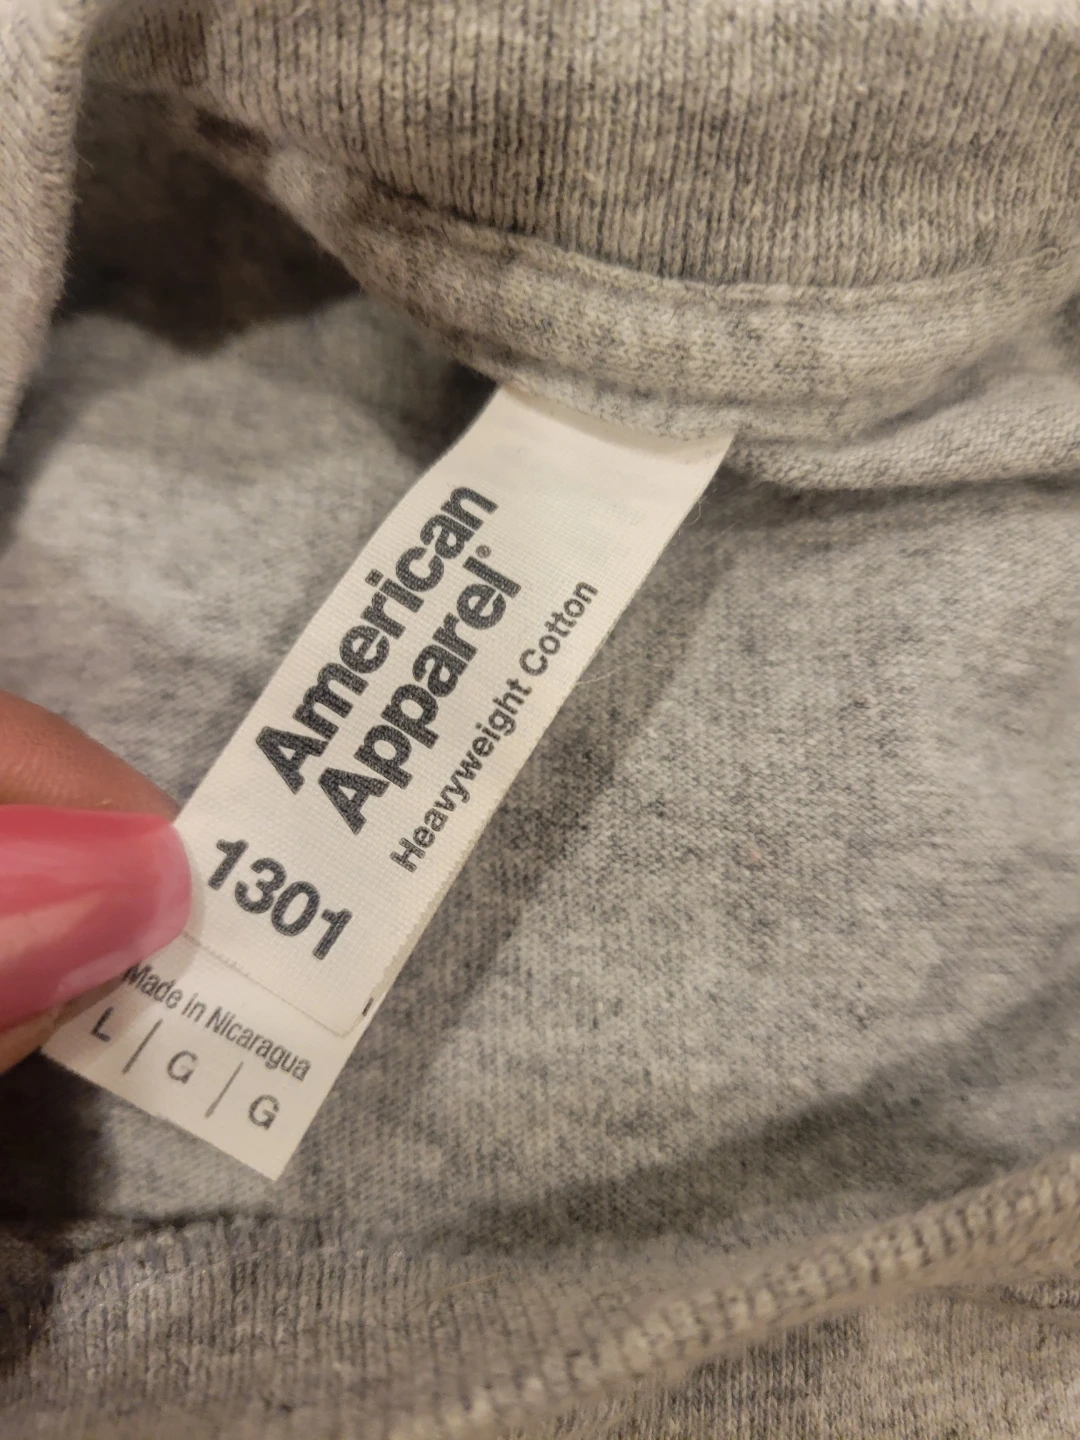 American
Apparel®
Heavyweight Cotton
1301
Made in Nicaragua
L | G | G